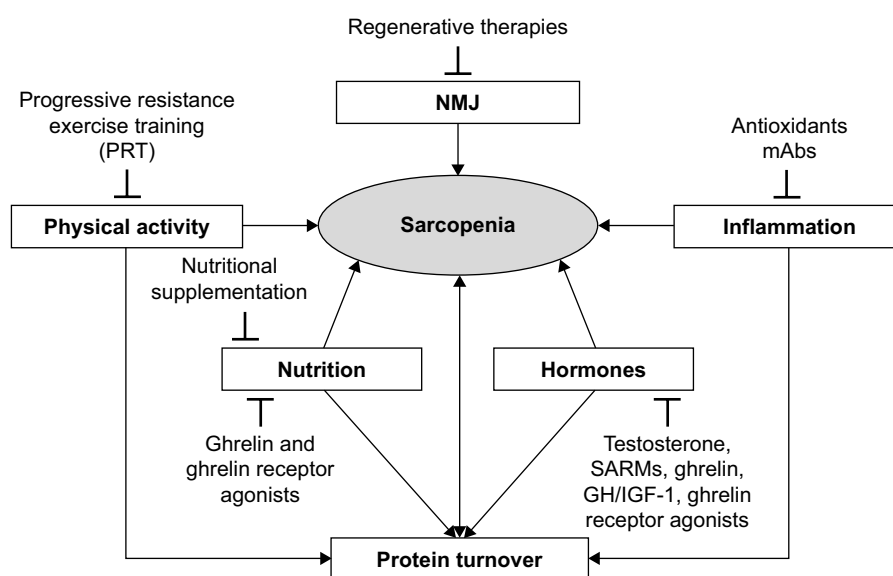 Regenerative therapies
NMJ
Progressive resistance
exercise training
(PRT)
Antioxidants
mAbs
Physical activity
Sarcopenia
Inflammation
Nutritional
supplementation
Nutrition
Hormones
Ghrelin and
ghrelin receptor
agonists
Testosterone,
SARMs, ghrelin,
GH/IGF-1, ghrelin
receptor agonists
Protein turnover